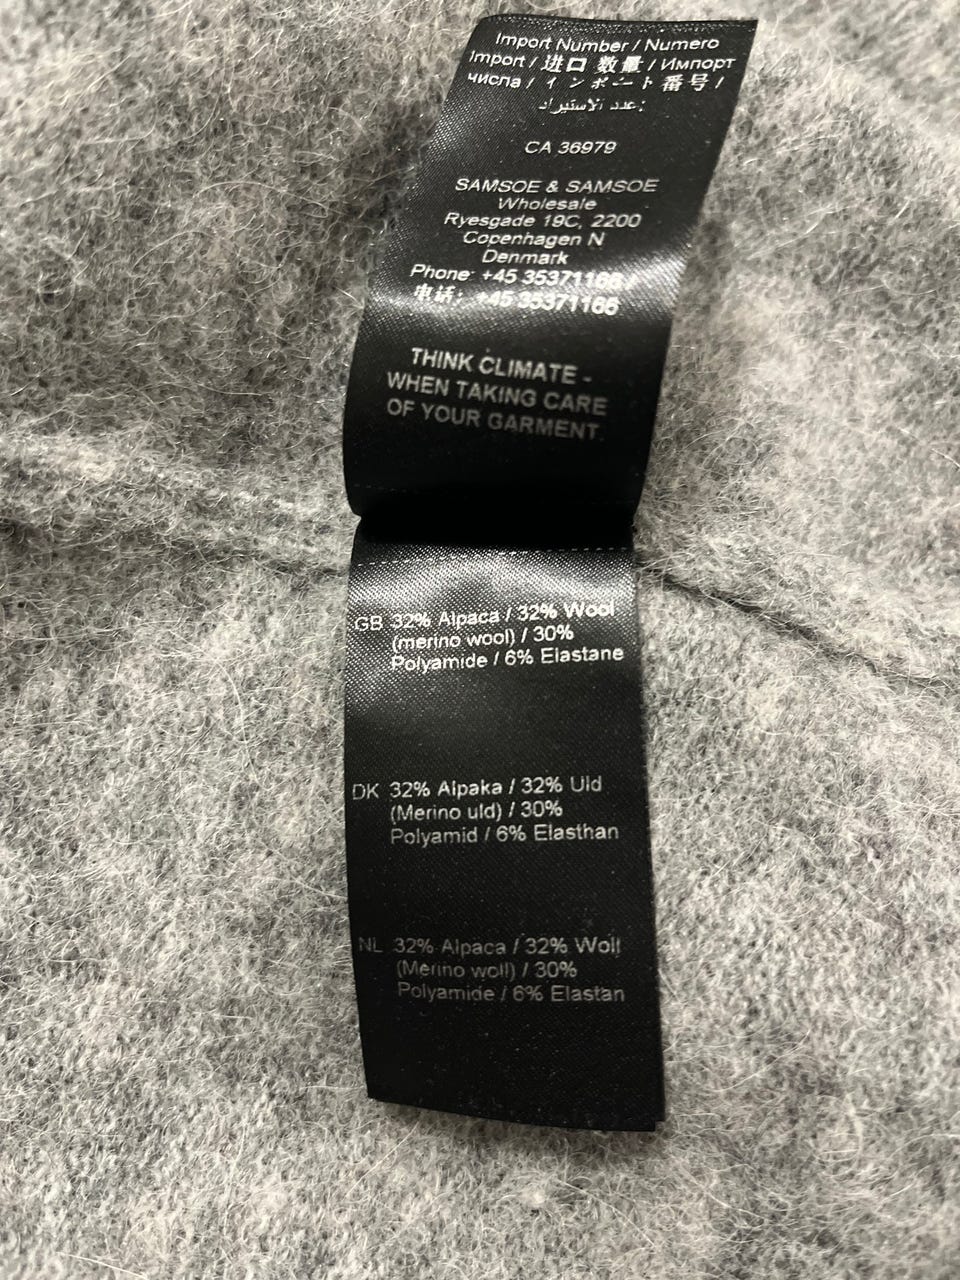 Import Number / Numero
Import / 进口 数量 / Импорт
числа / インポート 番号 /
عدد الاستيراد:
CA 36979
SAMSOE & SAMSOE
Wholesale
Ryesgade 19C, 2200
Copenhagen N
Denmark
Phone: +45 35371166 /
电话: +45 35371166
THINK CLIMATE -
WHEN TAKING CARE
OF YOUR GARMENT.
GB 32% Alpaca / 32% Wool
(merino wool) / 30%
Polyamide / 6% Elastane
DK 32% Alpaka / 32% Uld
(Merino uld) / 30%
Polyamid / 6% Elasthan
NL 32% Alpaca / 32% Woll
(Merino woll) / 30%
Polyamide / 6% Elastan